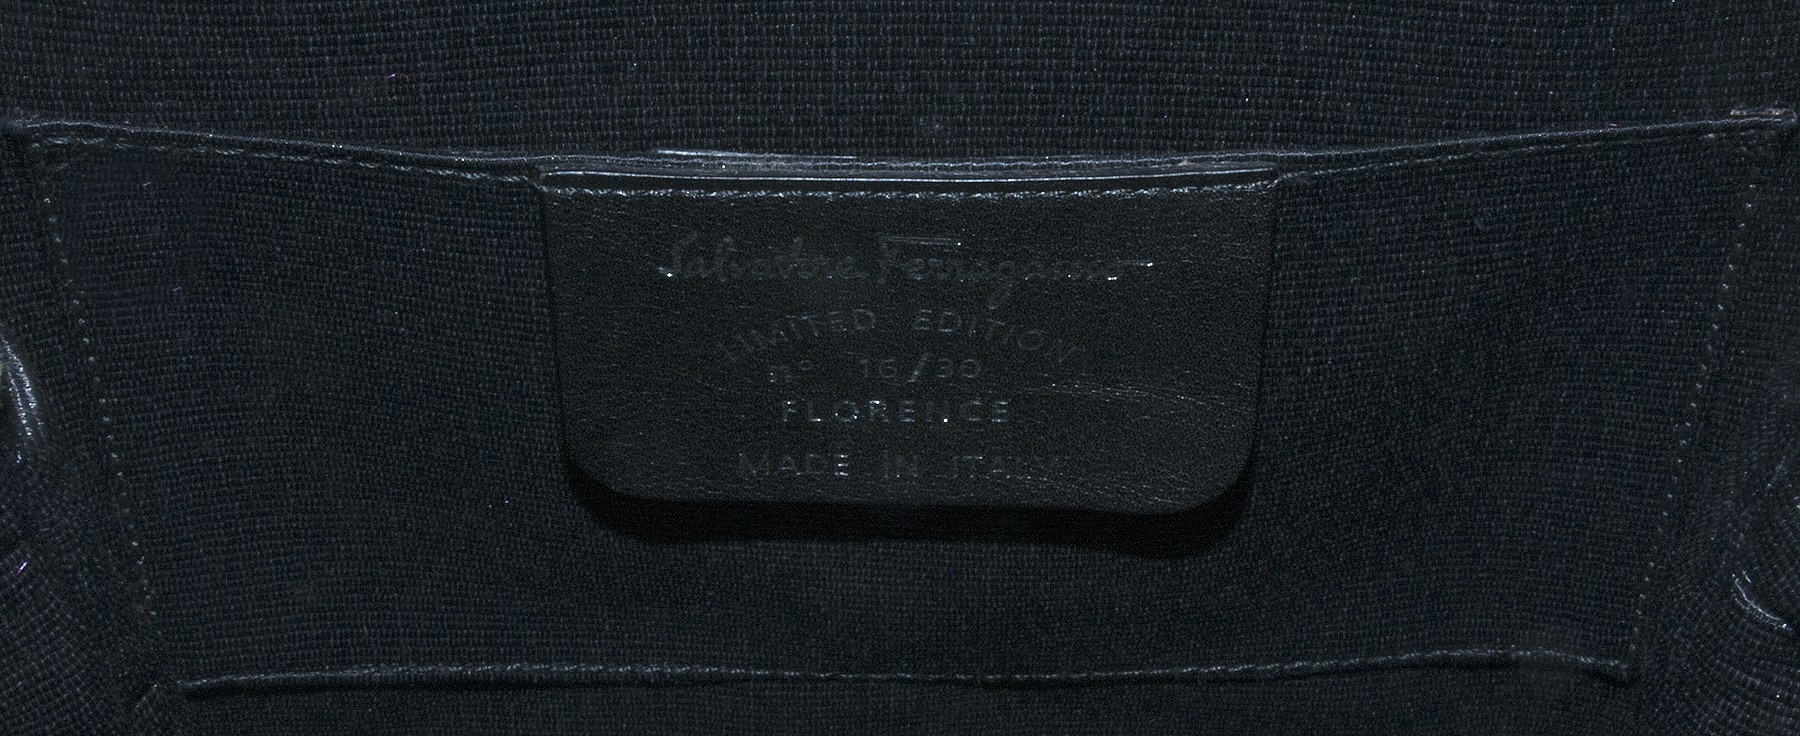 Salvatore Ferragamo
LIMITED EDITION
n° 16/30
FLORENCE
MADE IN ITALY